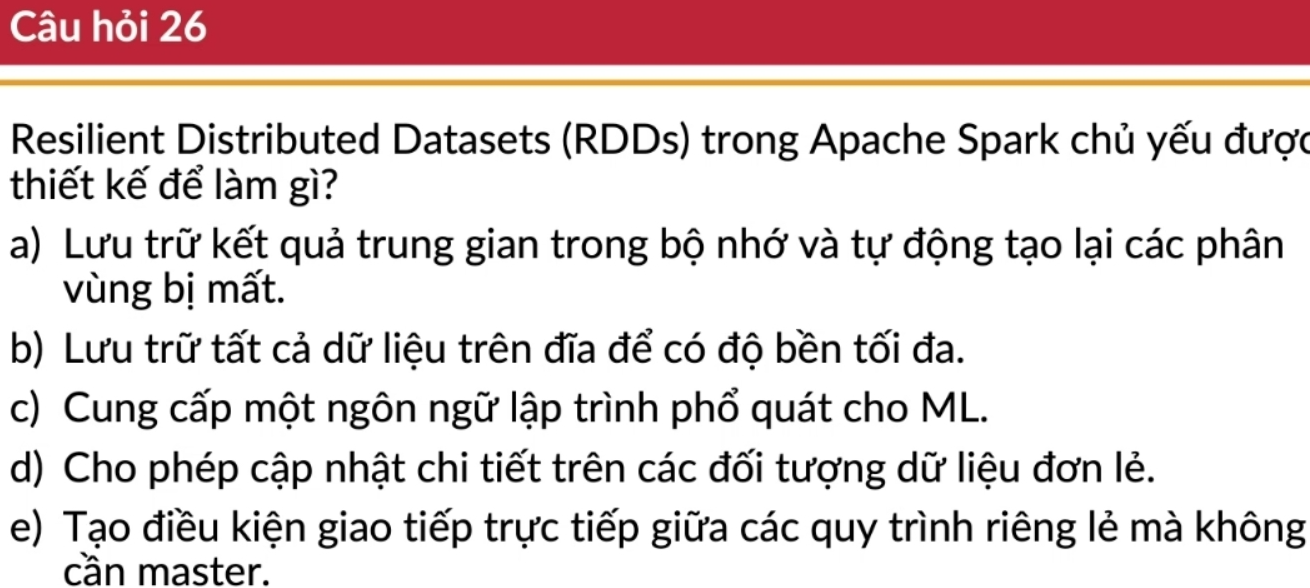 Câu hỏi 26
Resilient Distributed Datasets (RDDs) trong Apache Spark chủ yếu được
thiết kế để làm gì?
a) Lưu trữ kết quả trung gian trong bộ nhớ và tự động tạo lại các phân
vùng bị mất.
b) Lưu trữ tất cả dữ liệu trên đĩa để có độ bền tối đa.
c) Cung cấp một ngôn ngữ lập trình phổ quát cho ML.
d) Cho phép cập nhật chi tiết trên các đối tượng dữ liệu đơn lẻ.
e) Tạo điều kiện giao tiếp trực tiếp giữa các quy trình riêng lẻ mà không
cần master.